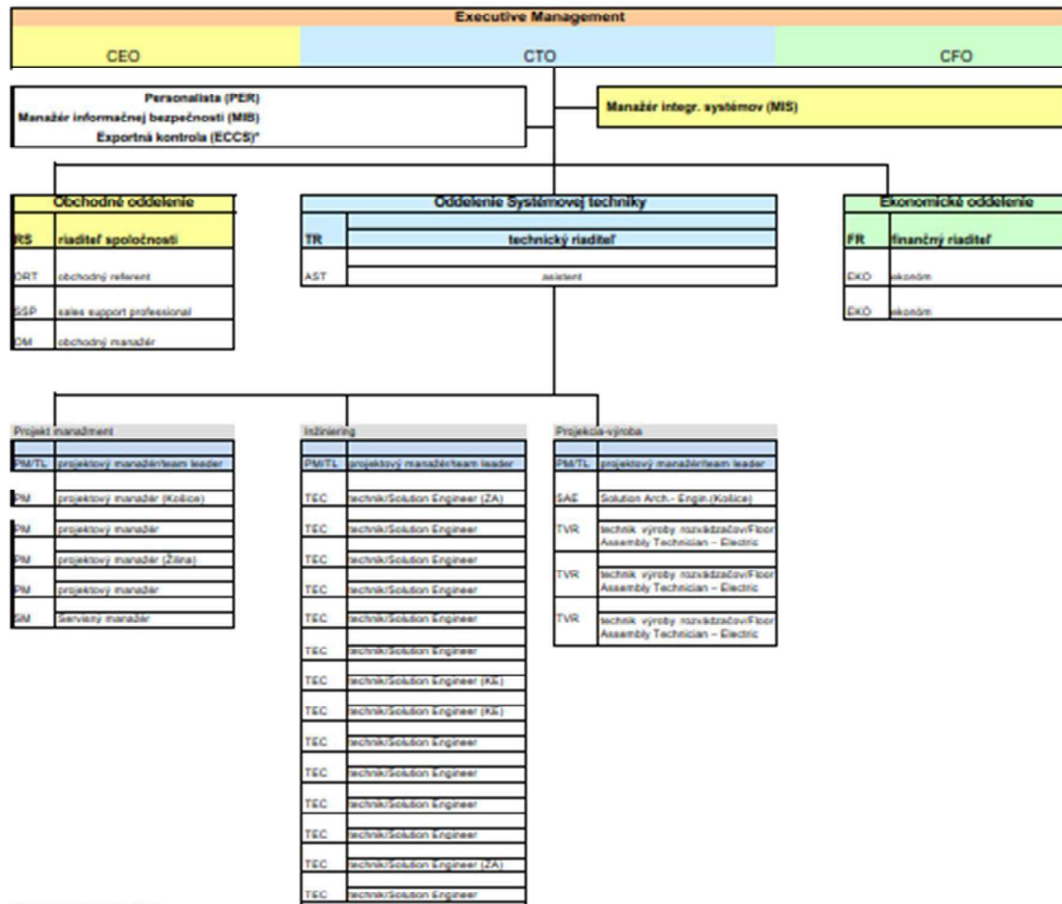 Executive Management
CEO
CTO
CFO
Personalista (PER)
Manažér informačnej bezpečnosti (MIB)
Exportná kontrola (ECCS)*
Manažér integr. systémov (MIS)
Obchodné oddelenie
RS riaditeľ spoločnosti
ORT obchodný referent
SSP sales support professional
OM obchodný manažér
Oddelenie Systémovej techniky
TR technický riaditeľ
AST asistent
Ekonomické oddelenie
FR finančný riaditeľ
EKO ekonóm
EKO ekonóm
Projekt manažment
PM/TL projektový manažér/team leader
PM projektový manažér (Košice)
PM projektový manažér
PM projektový manažér (Žilina)
PM projektový manažér
SM Servisný manažér
Inžiniering
PM/TL projektový manažér/team leader
TEC technik/Solution Engineer (ZA)
TEC technik/Solution Engineer
TEC technik/Solution Engineer
TEC technik/Solution Engineer
TEC technik/Solution Engineer
TEC technik/Solution Engineer
TEC technik/Solution Engineer (KE)
TEC technik/Solution Engineer (KE)
TEC technik/Solution Engineer
TEC technik/Solution Engineer
TEC technik/Solution Engineer
TEC technik/Solution Engineer
TEC technik/Solution Engineer (ZA)
TEC technik/Solution Engineer
Projekcia-výroba
PM/TL projektový manažér/team leader
SAE Solution Arch.- Engin.(Košice)
TVR technik výroby rozvádzačov/Floor
Assembly Technician – Electric
TVR technik výroby rozvádzačov/Floor
Assembly Technician – Electric
TVR technik výroby rozvádzačov/Floor
Assembly Technician – Electric